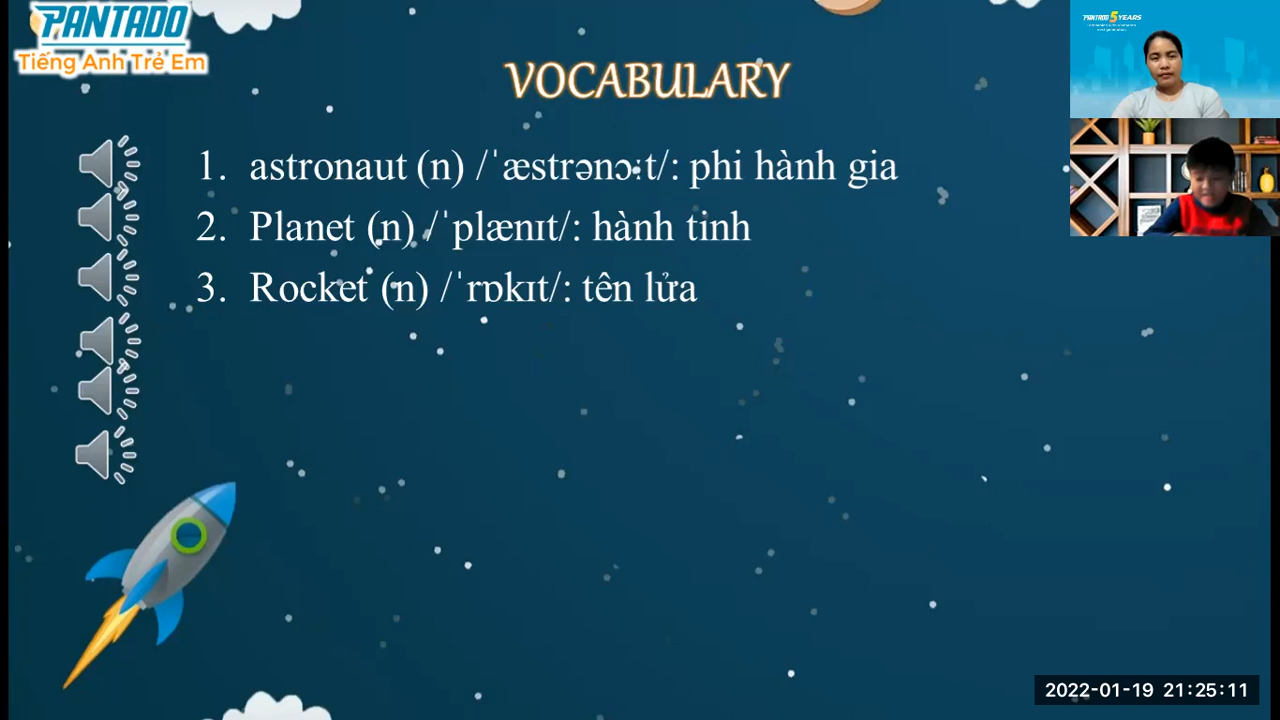 PANTADO
Tiếng Anh Trẻ Em
PANTADO 5 YEARS
VOCABULARY
1. astronaut (n) /ˈæstrənɔːt/: phi hành gia
2. Planet (n) /ˈplænɪt/: hành tinh
3. Rocket (n) /ˈrɒkɪt/: tên lửa
2022-01-19 21:25:11